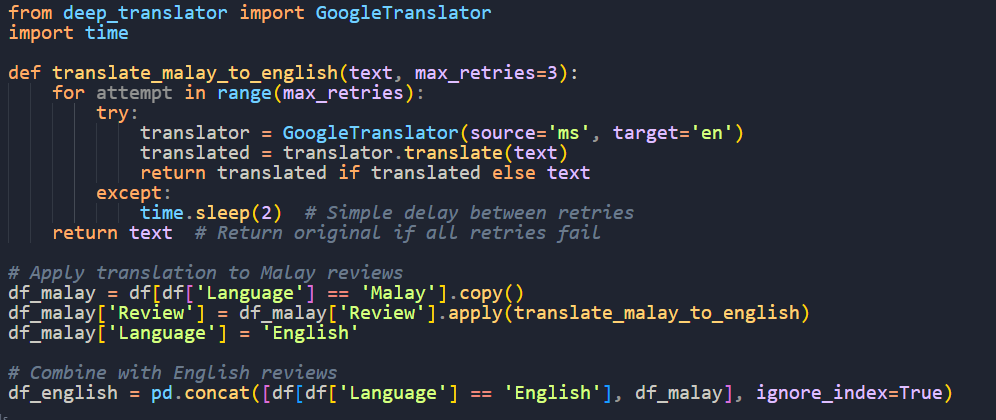 from deep_translator import GoogleTranslator
import time
def translate_malay_to_english(text, max_retries=3):
    for attempt in range(max_retries):
        try:
            translator = GoogleTranslator(source='ms', target='en')
            translated = translator.translate(text)
            return translated if translated else text
        except:
            time.sleep(2)  # Simple delay between retries
    return text  # Return original if all retries fail
# Apply translation to Malay reviews
df_malay = df[df['Language'] == 'Malay'].copy()
df_malay['Review'] = df_malay['Review'].apply(translate_malay_to_english)
df_malay['Language'] = 'English'
# Combine with English reviews
df_english = pd.concat([df[df['Language'] == 'English'], df_malay], ignore_index=True)